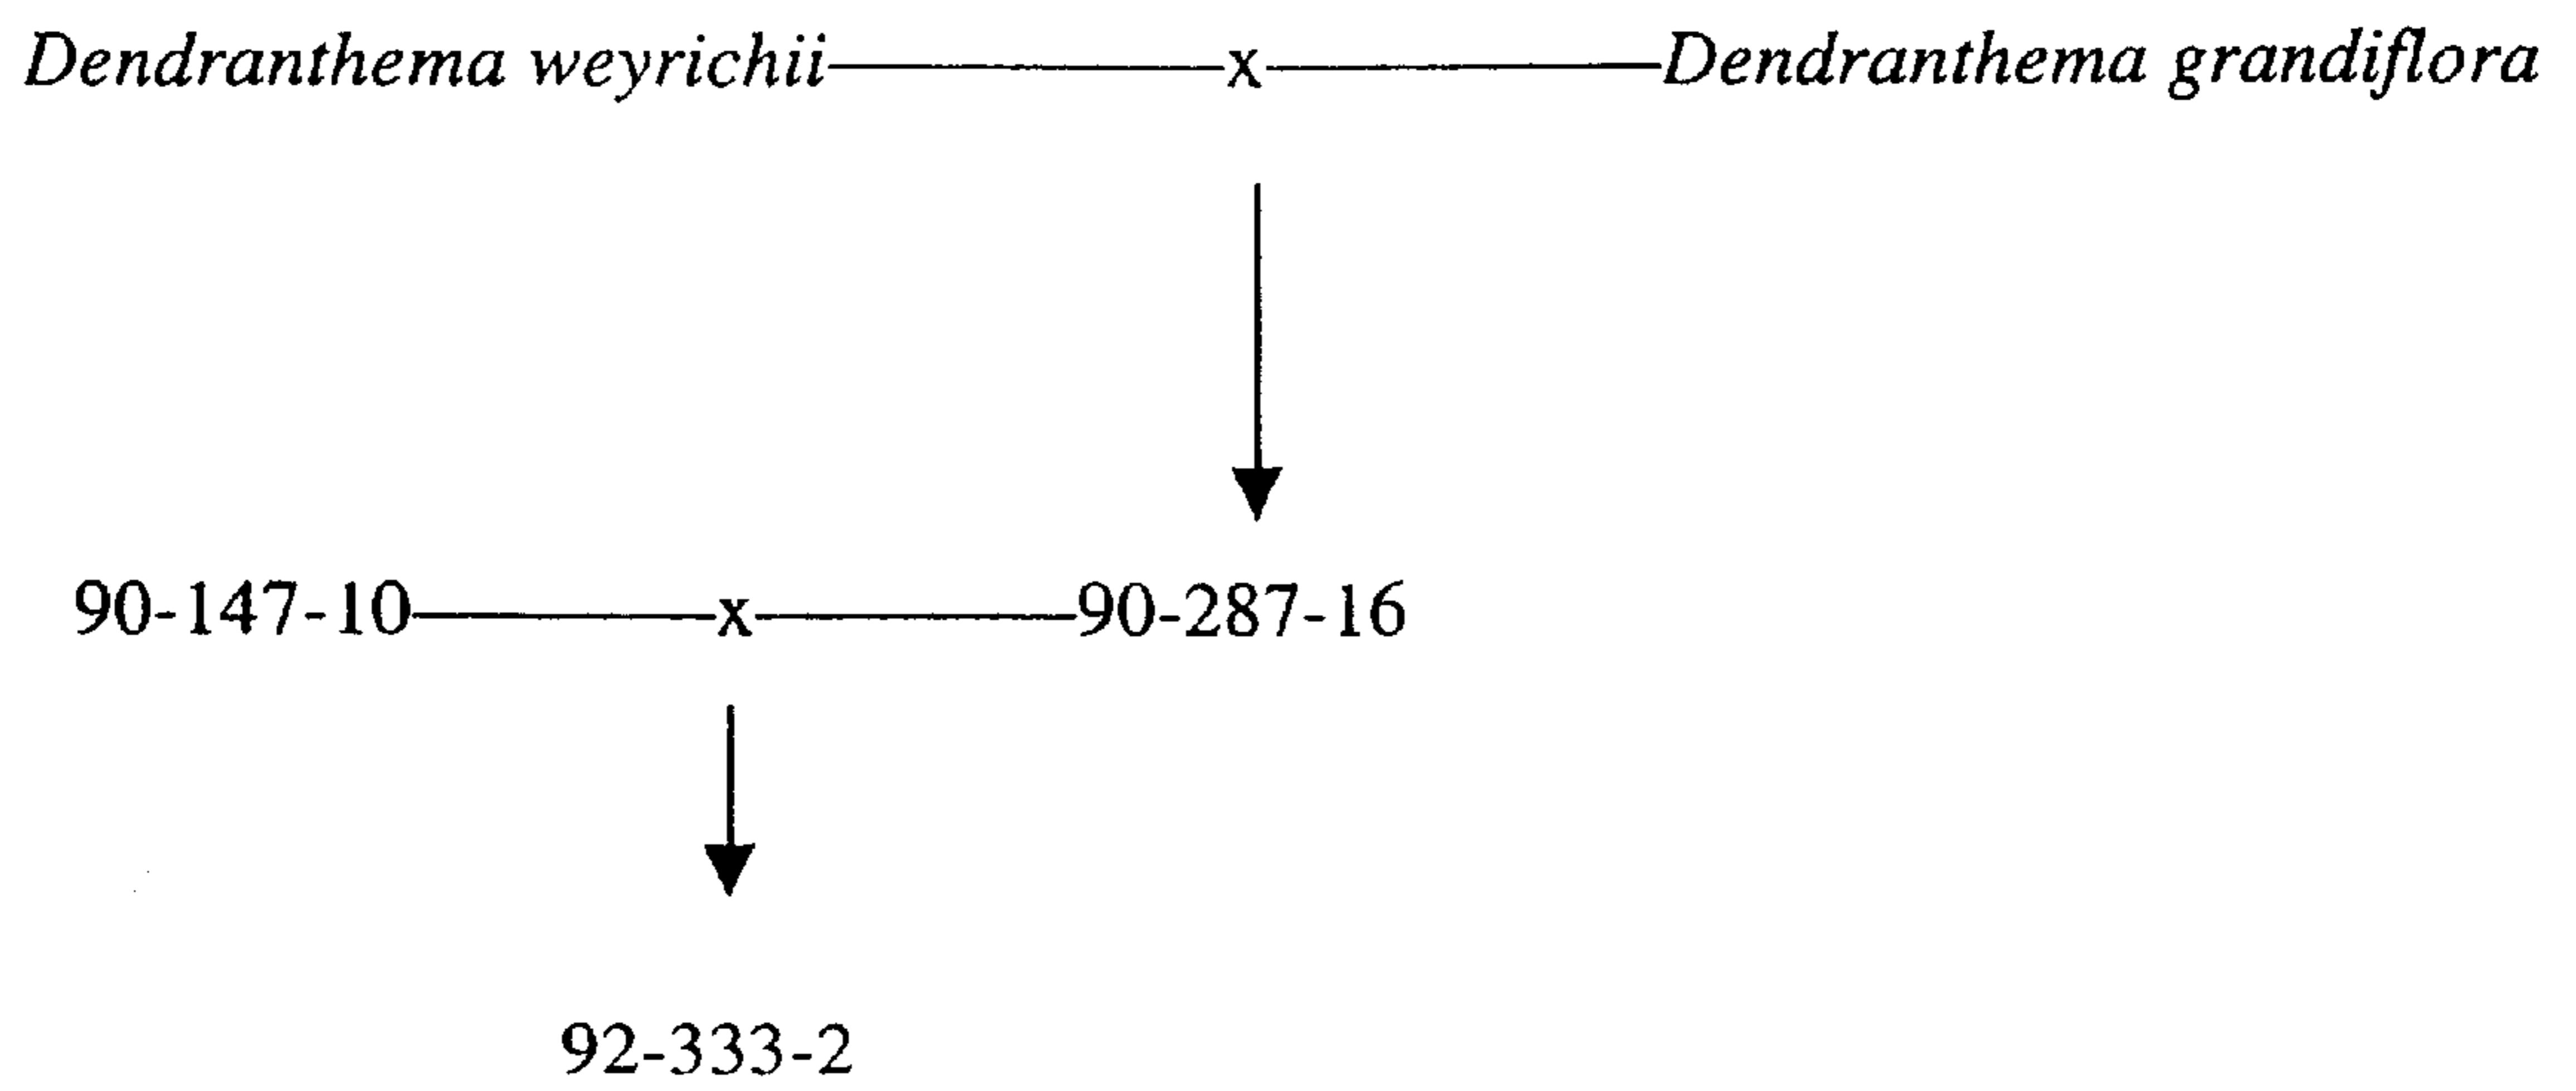 Dendranthema weyrichii x Dendranthema grandiflora
90-147-10 x 90-287-16
92-333-2